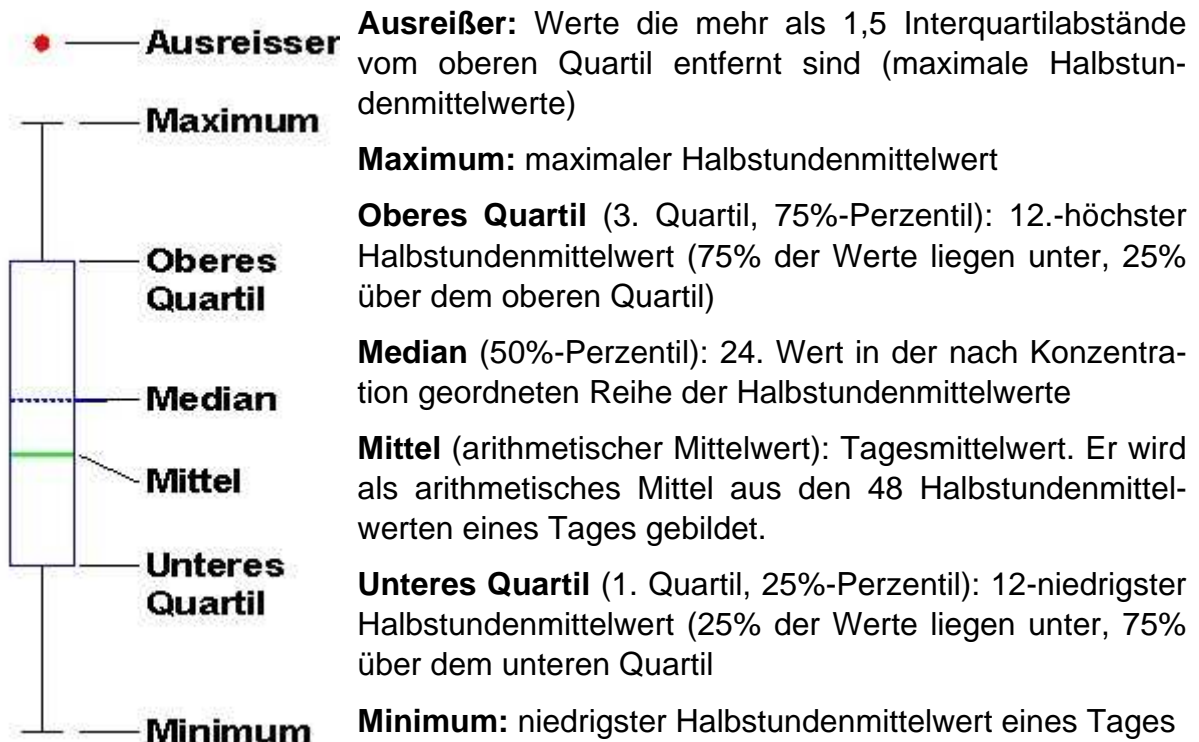 Ausreisser
Maximum
Oberes
Quartil
Median
Mittel
Unteres
Quartil
Minimum
Ausreißer: Werte die mehr als 1,5 Interquartilabstände
vom oberen Quartil entfernt sind (maximale Halbstun-
denmittelwerte)
Maximum: maximaler Halbstundenmittelwert
Oberes Quartil (3. Quartil, 75%-Perzentil): 12.-höchster
Halbstundenmittelwert (75% der Werte liegen unter, 25%
über dem oberen Quartil)
Median (50%-Perzentil): 24. Wert in der nach Konzentra-
tion geordneten Reihe der Halbstundenmittelwerte
Mittel (arithmetischer Mittelwert): Tagesmittelwert. Er wird
als arithmetisches Mittel aus den 48 Halbstundenmittel-
werten eines Tages gebildet.
Unteres Quartil (1. Quartil, 25%-Perzentil): 12-niedrigster
Halbstundenmittelwert (25% der Werte liegen unter, 75%
über dem unteren Quartil
Minimum: niedrigster Halbstundenmittelwert eines Tages